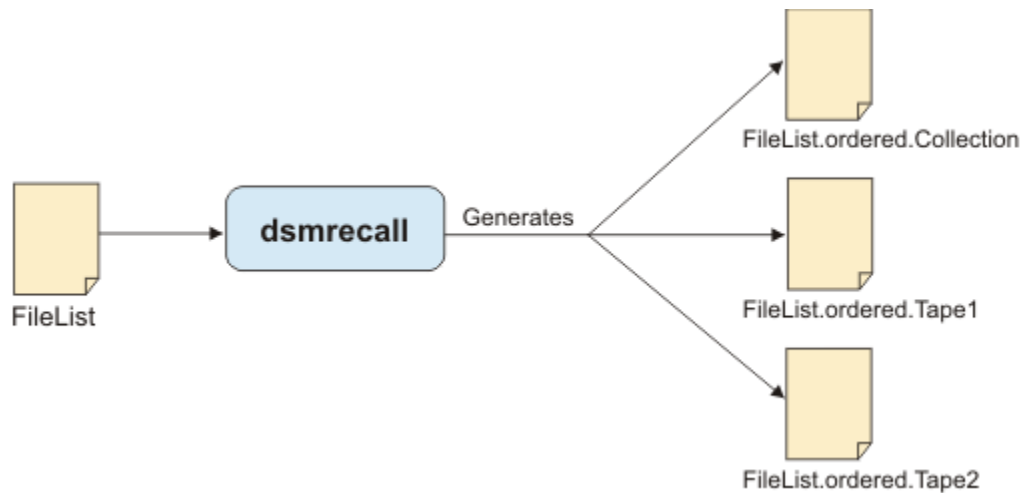 FileList
dsmrecall
Generates
FileList.ordered.Collection
FileList.ordered.Tape1
FileList.ordered.Tape2